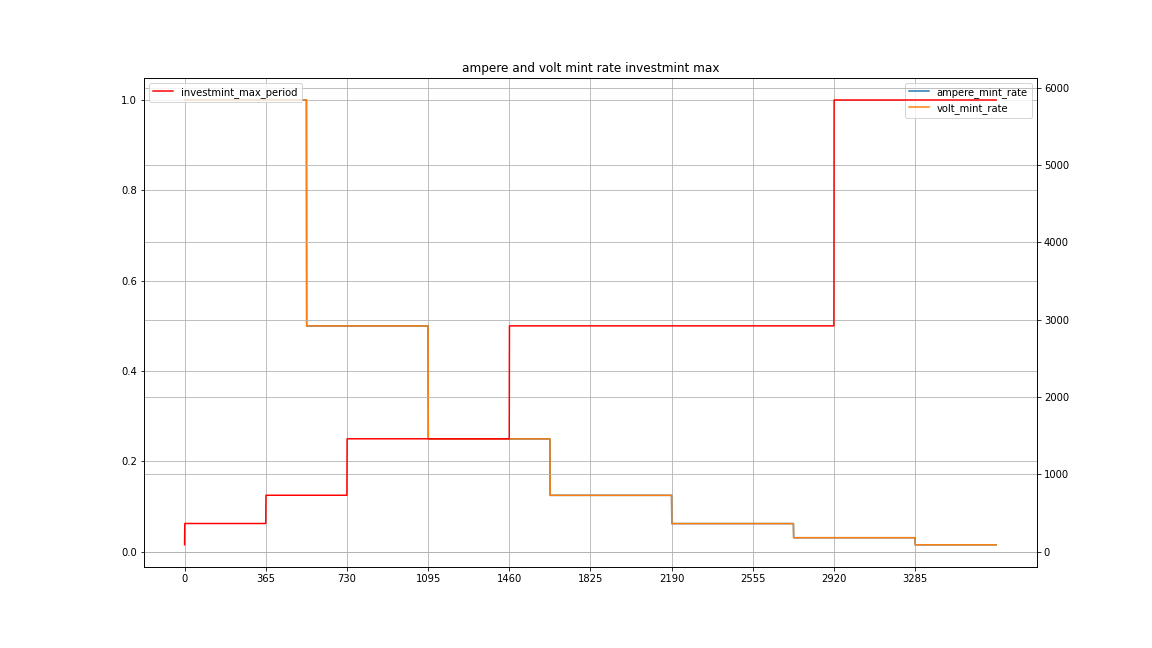 ampere and volt mint rate investmint max
investmint_max_period
ampere_mint_rate
volt_mint_rate
1.0
0.8
0.6
0.4
0.2
0.0
6000
5000
4000
3000
2000
1000
0
0 365 730 1095 1460 1825 2190 2555 2920 3285